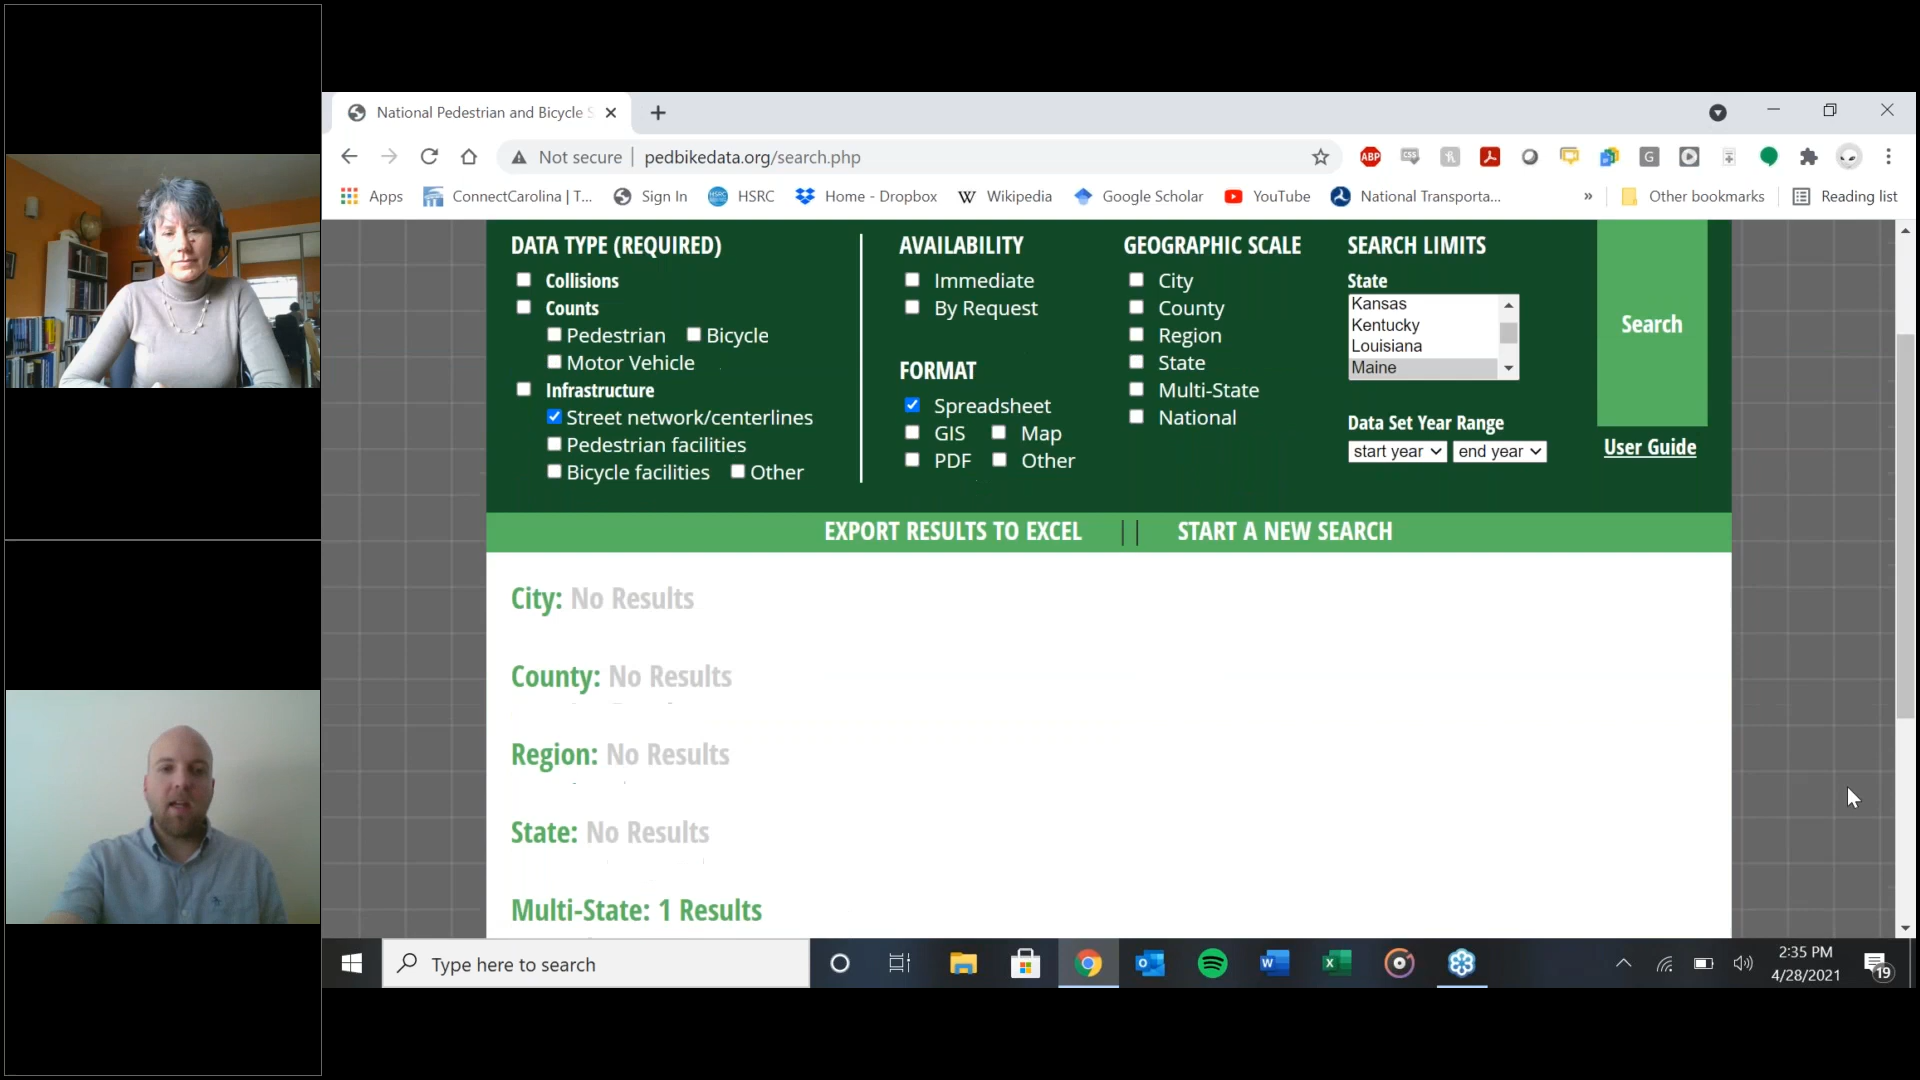 National Pedestrian and Bicycle S
Not secure
pedbikedata.org/search.php
ABP
CSS
G
Apps
ConnectCarolina | T...
Sign In
HSRC
Home - Dropbox
Wikipedia
Google Scholar
YouTube
National Transporta...
»
Other bookmarks
Reading list
DATA TYPE (REQUIRED)
Collisions
Counts
Pedestrian
Bicycle
Motor Vehicle
Infrastructure
Street network/centerlines
Pedestrian facilities
Bicycle facilities
Other
AVAILABILITY
Immediate
By Request
FORMAT
Spreadsheet
GIS
Map
PDF
Other
GEOGRAPHIC SCALE
City
County
Region
State
Multi-State
National
SEARCH LIMITS
State
Kansas
Kentucky
Louisiana
Maine
Data Set Year Range
start year
end year
Search
User Guide
EXPORT RESULTS TO EXCEL || START A NEW SEARCH
City: No Results
County: No Results
Region: No Results
State: No Results
Multi-State: 1 Results
Type here to search
2:35 PM
4/28/2021
19